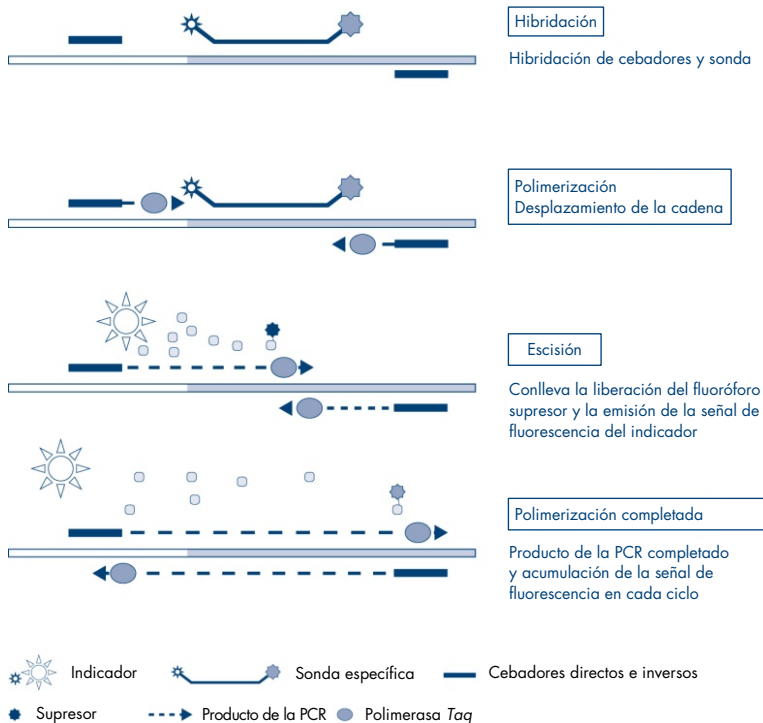 Hibridación
Hibridación de cebadores y sonda
Polimerización
Desplazamiento de la cadena
Escisión
Conlleva la liberación del fluoróforo
supresor y la emisión de la señal de
fluorescencia del indicador
Polimerización completada
Producto de la PCR completado
y acumulación de la señal de
fluorescencia en cada ciclo
Indicador
Sonda específica
Cebadores directos e inversos
Supresor
Producto de la PCR
Polimerasa Taq